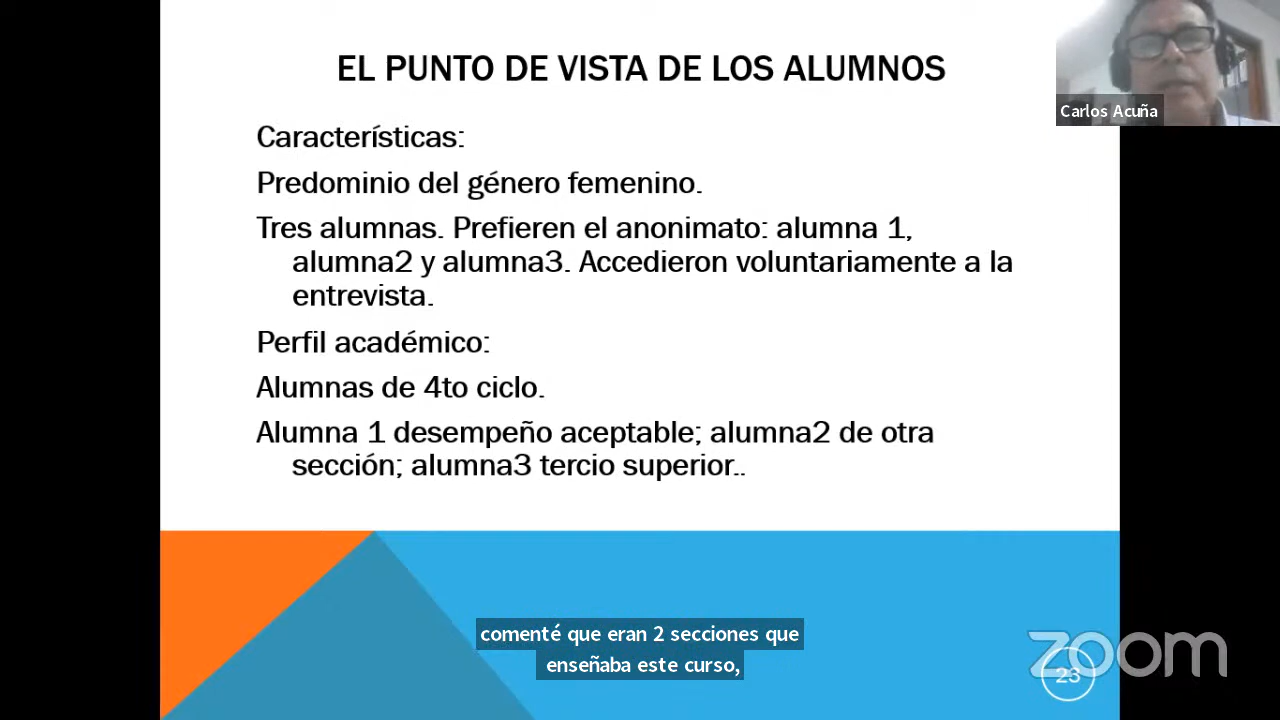 EL PUNTO DE VISTA DE LOS ALUMNOS
Carlos Acuña
Características:
Predominio del género femenino.
Tres alumnas. Prefieren el anonimato: alumna 1,
alumna2 y alumna3. Accedieron voluntariamente a la
entrevista.
Perfil académico:
Alumnas de 4to ciclo.
Alumna 1 desempeño aceptable; alumna2 de otra
sección; alumna3 tercio superior..
comenté que eran 2 secciones que
enseñaba este curso,
zoom
23